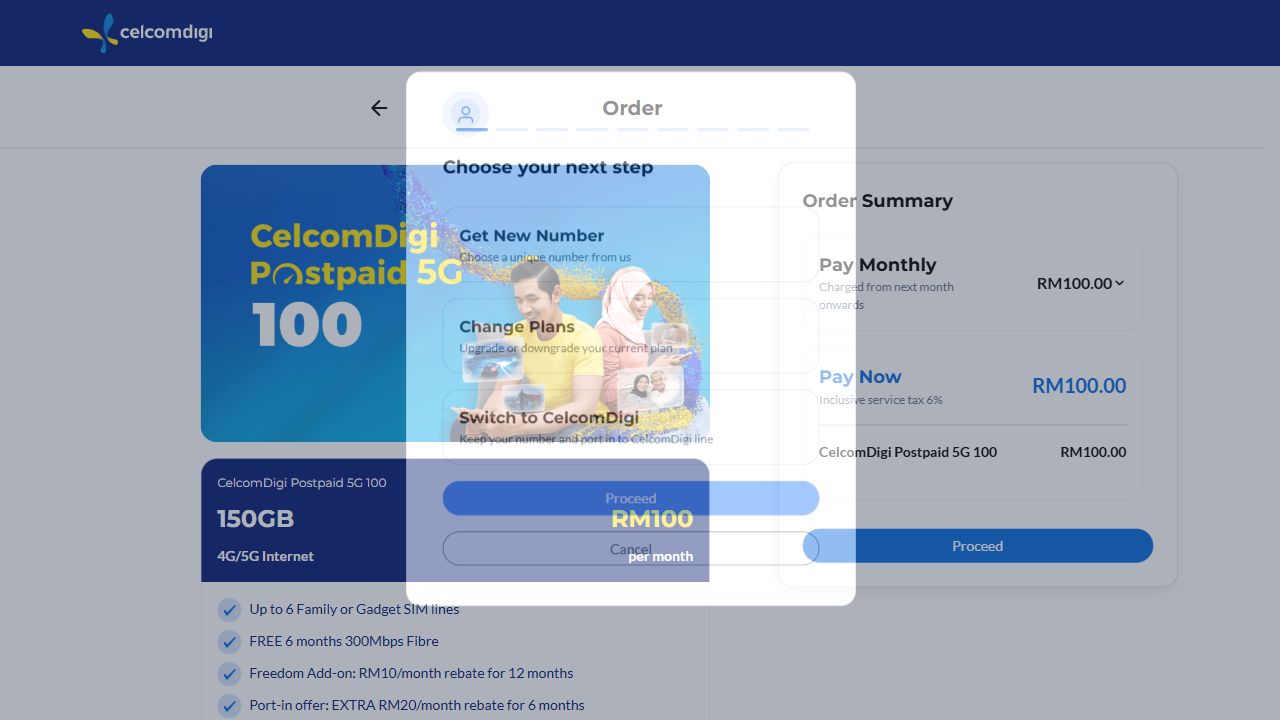 celcomdigi
Order
Choose your next step
Get New Number
Choose a unique number from us
Change Plans
Upgrade or downgrade your current plan
Switch to CelcomDigi
Keep your number and port in to CelcomDigi line
Proceed
Cancel
CelcomDigi
Postpaid 5G
100
CelcomDigi Postpaid 5G 100
150GB
RM100
4G/5G Internet
per month
Up to 6 Family or Gadget SIM lines
FREE 6 months 300Mbps Fibre
Freedom Add-on: RM10/month rebate for 12 months
Port-in offer: EXTRA RM20/month rebate for 6 months
Order Summary
Pay Monthly
Charged from next month
onwards
RM100.00
Pay Now
Inclusive service tax 6%
RM100.00
CelcomDigi Postpaid 5G 100
RM100.00
Proceed